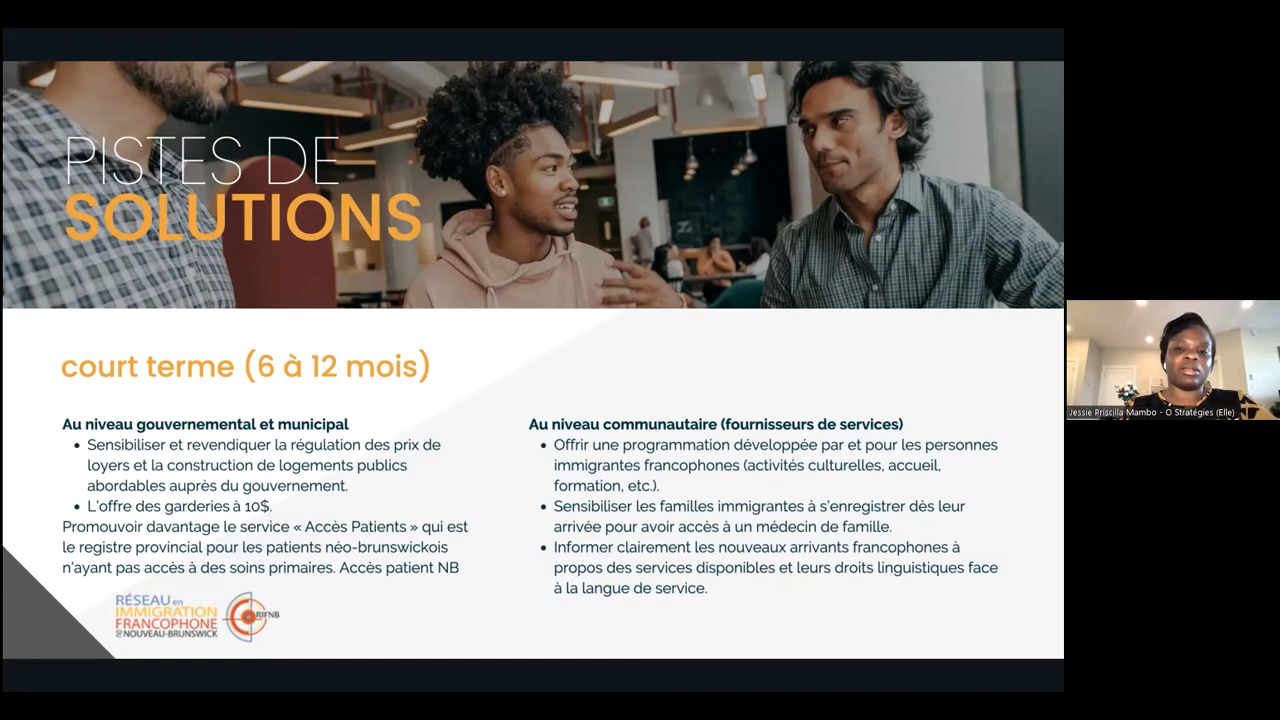 PISTES DE
SOLUTIONS
court terme (6 à 12 mois)
Au niveau gouvernemental et municipal
• Sensibiliser et revendiquer la régulation des prix de
loyers et la construction de logements publics
abordables auprès du gouvernement.
• L'offre des garderies à 10$.
Promouvoir davantage le service « Accès Patients » qui est
le registre provincial pour les patients néo-brunswickois
n'ayant pas accès à des soins primaires. Accès patient NB
Au niveau communautaire (fournisseurs de services)
• Offrir une programmation développée par et pour les personnes
immigrantes francophones (activités culturelles, accueil,
formation, etc.).
• Sensibiliser les familles immigrantes à s'enregistrer dès leur
arrivée pour avoir accès à un médecin de famille.
• Informer clairement les nouveaux arrivants francophones à
propos des services disponibles et leurs droits linguistiques face
à la langue de service.
RÉSEAU en
IMMIGRATION
FRANCOPHONE
DU NOUVEAU-BRUNSWICK
RIFNB
Jessie Priscilla Mambo - O Stratégies (Elle)